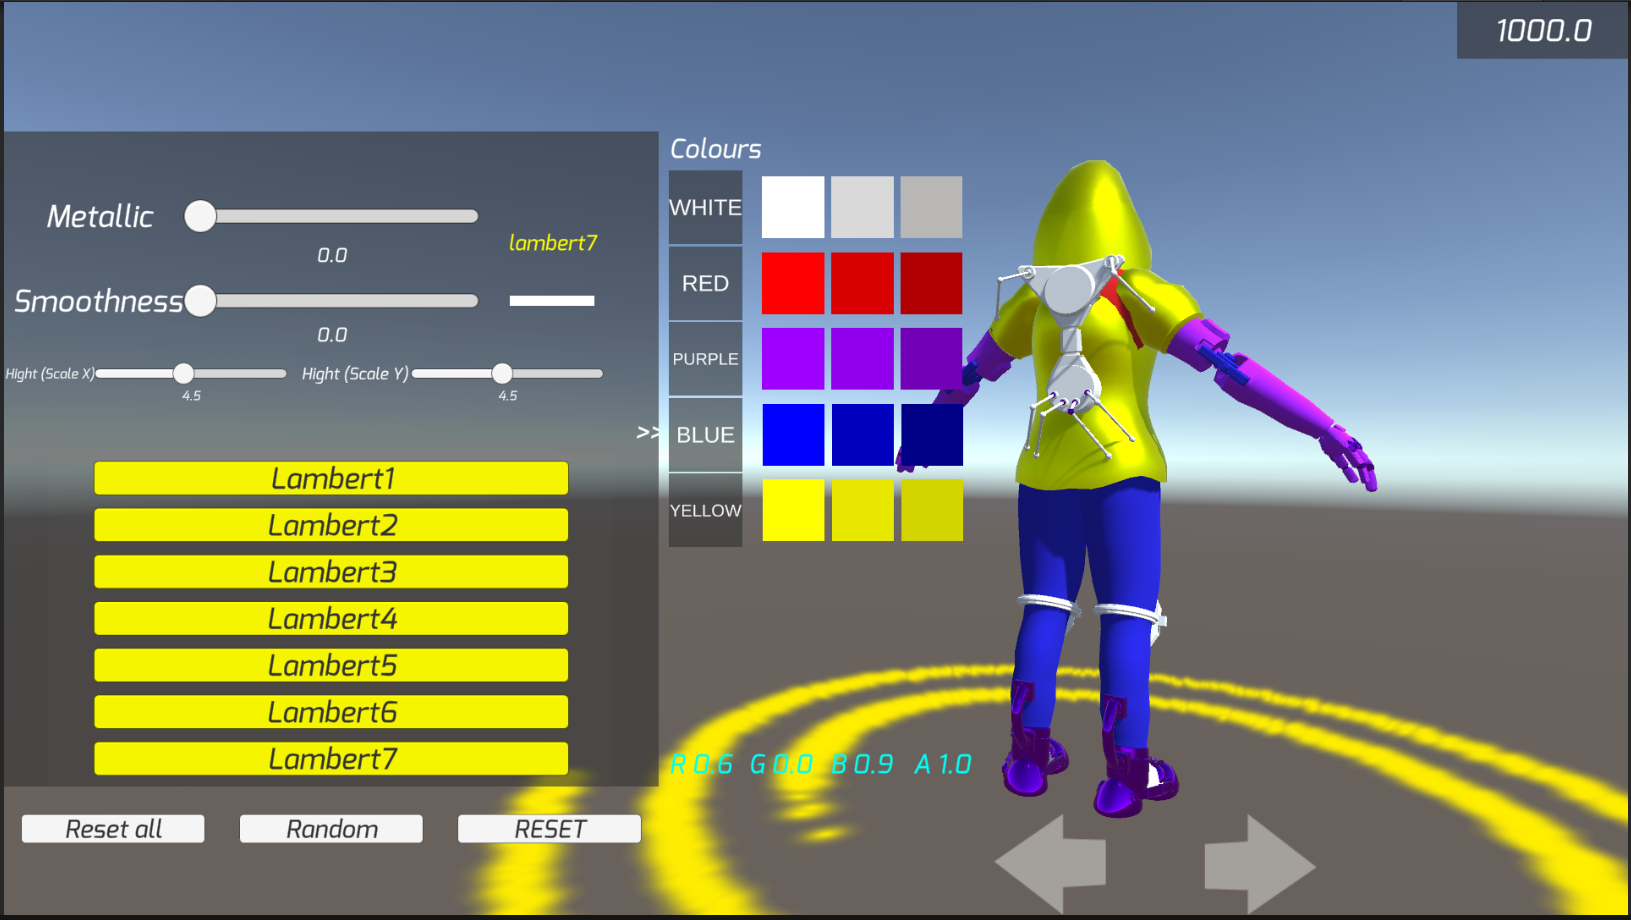 1000.0
Colours
Metallic
0.0
lambert7
Smoothness
0.0
Hight (Scale X)
4.5
Hight (Scale Y)
4.5
>>
WHITE
RED
PURPLE
BLUE
YELLOW
Lambert1
Lambert2
Lambert3
Lambert4
Lambert5
Lambert6
Lambert7
R 0.6 G 0.0 B 0.9 A 1.0
Reset all
Random
RESET